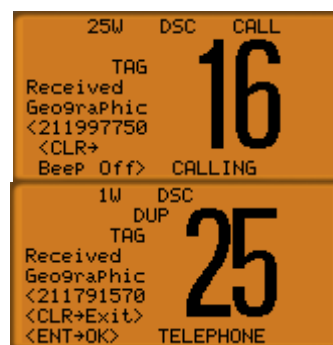 25W DSC CALL
TAG
16
Received
Geographic
<211997750
<CLR→
Beep Off> CALLING
1W DSC
DUP
TAG
25
Received
Geographic
<211791570
<CLR→Exit>
<ENT→OK> TELEPHONE